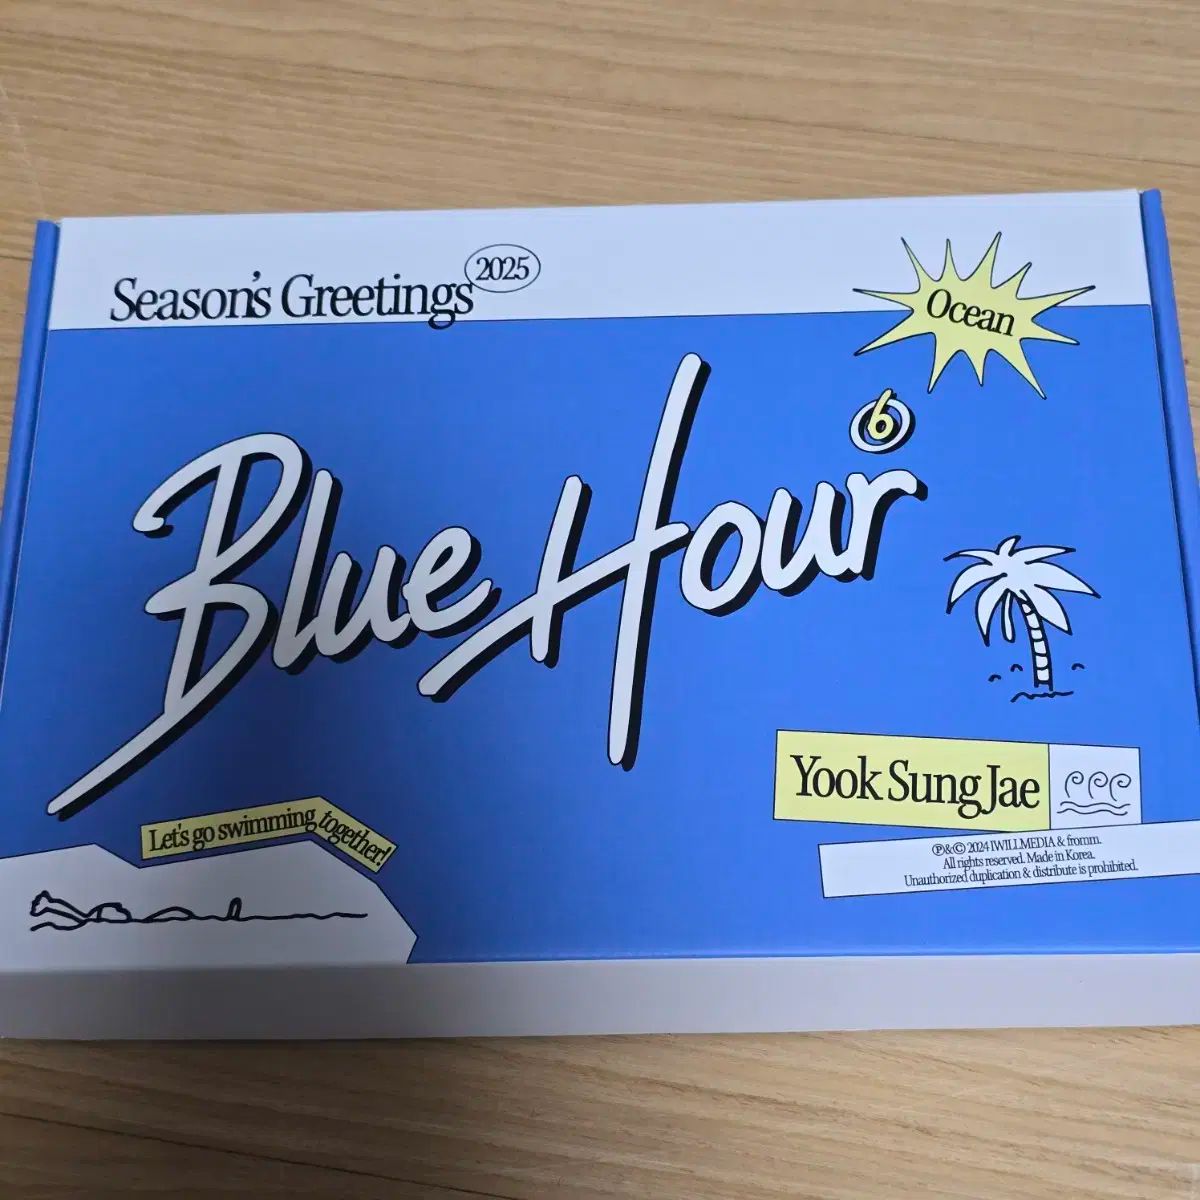 Season's Greetings 2025
Ocean
Blue Hour
6
Yook Sung Jae
Let's go swimming together!
℗&© 2024 IWILLMEDIA & fromm.
All rights reserved. Made in Korea.
Unauthorized duplication & distribute is prohibited.